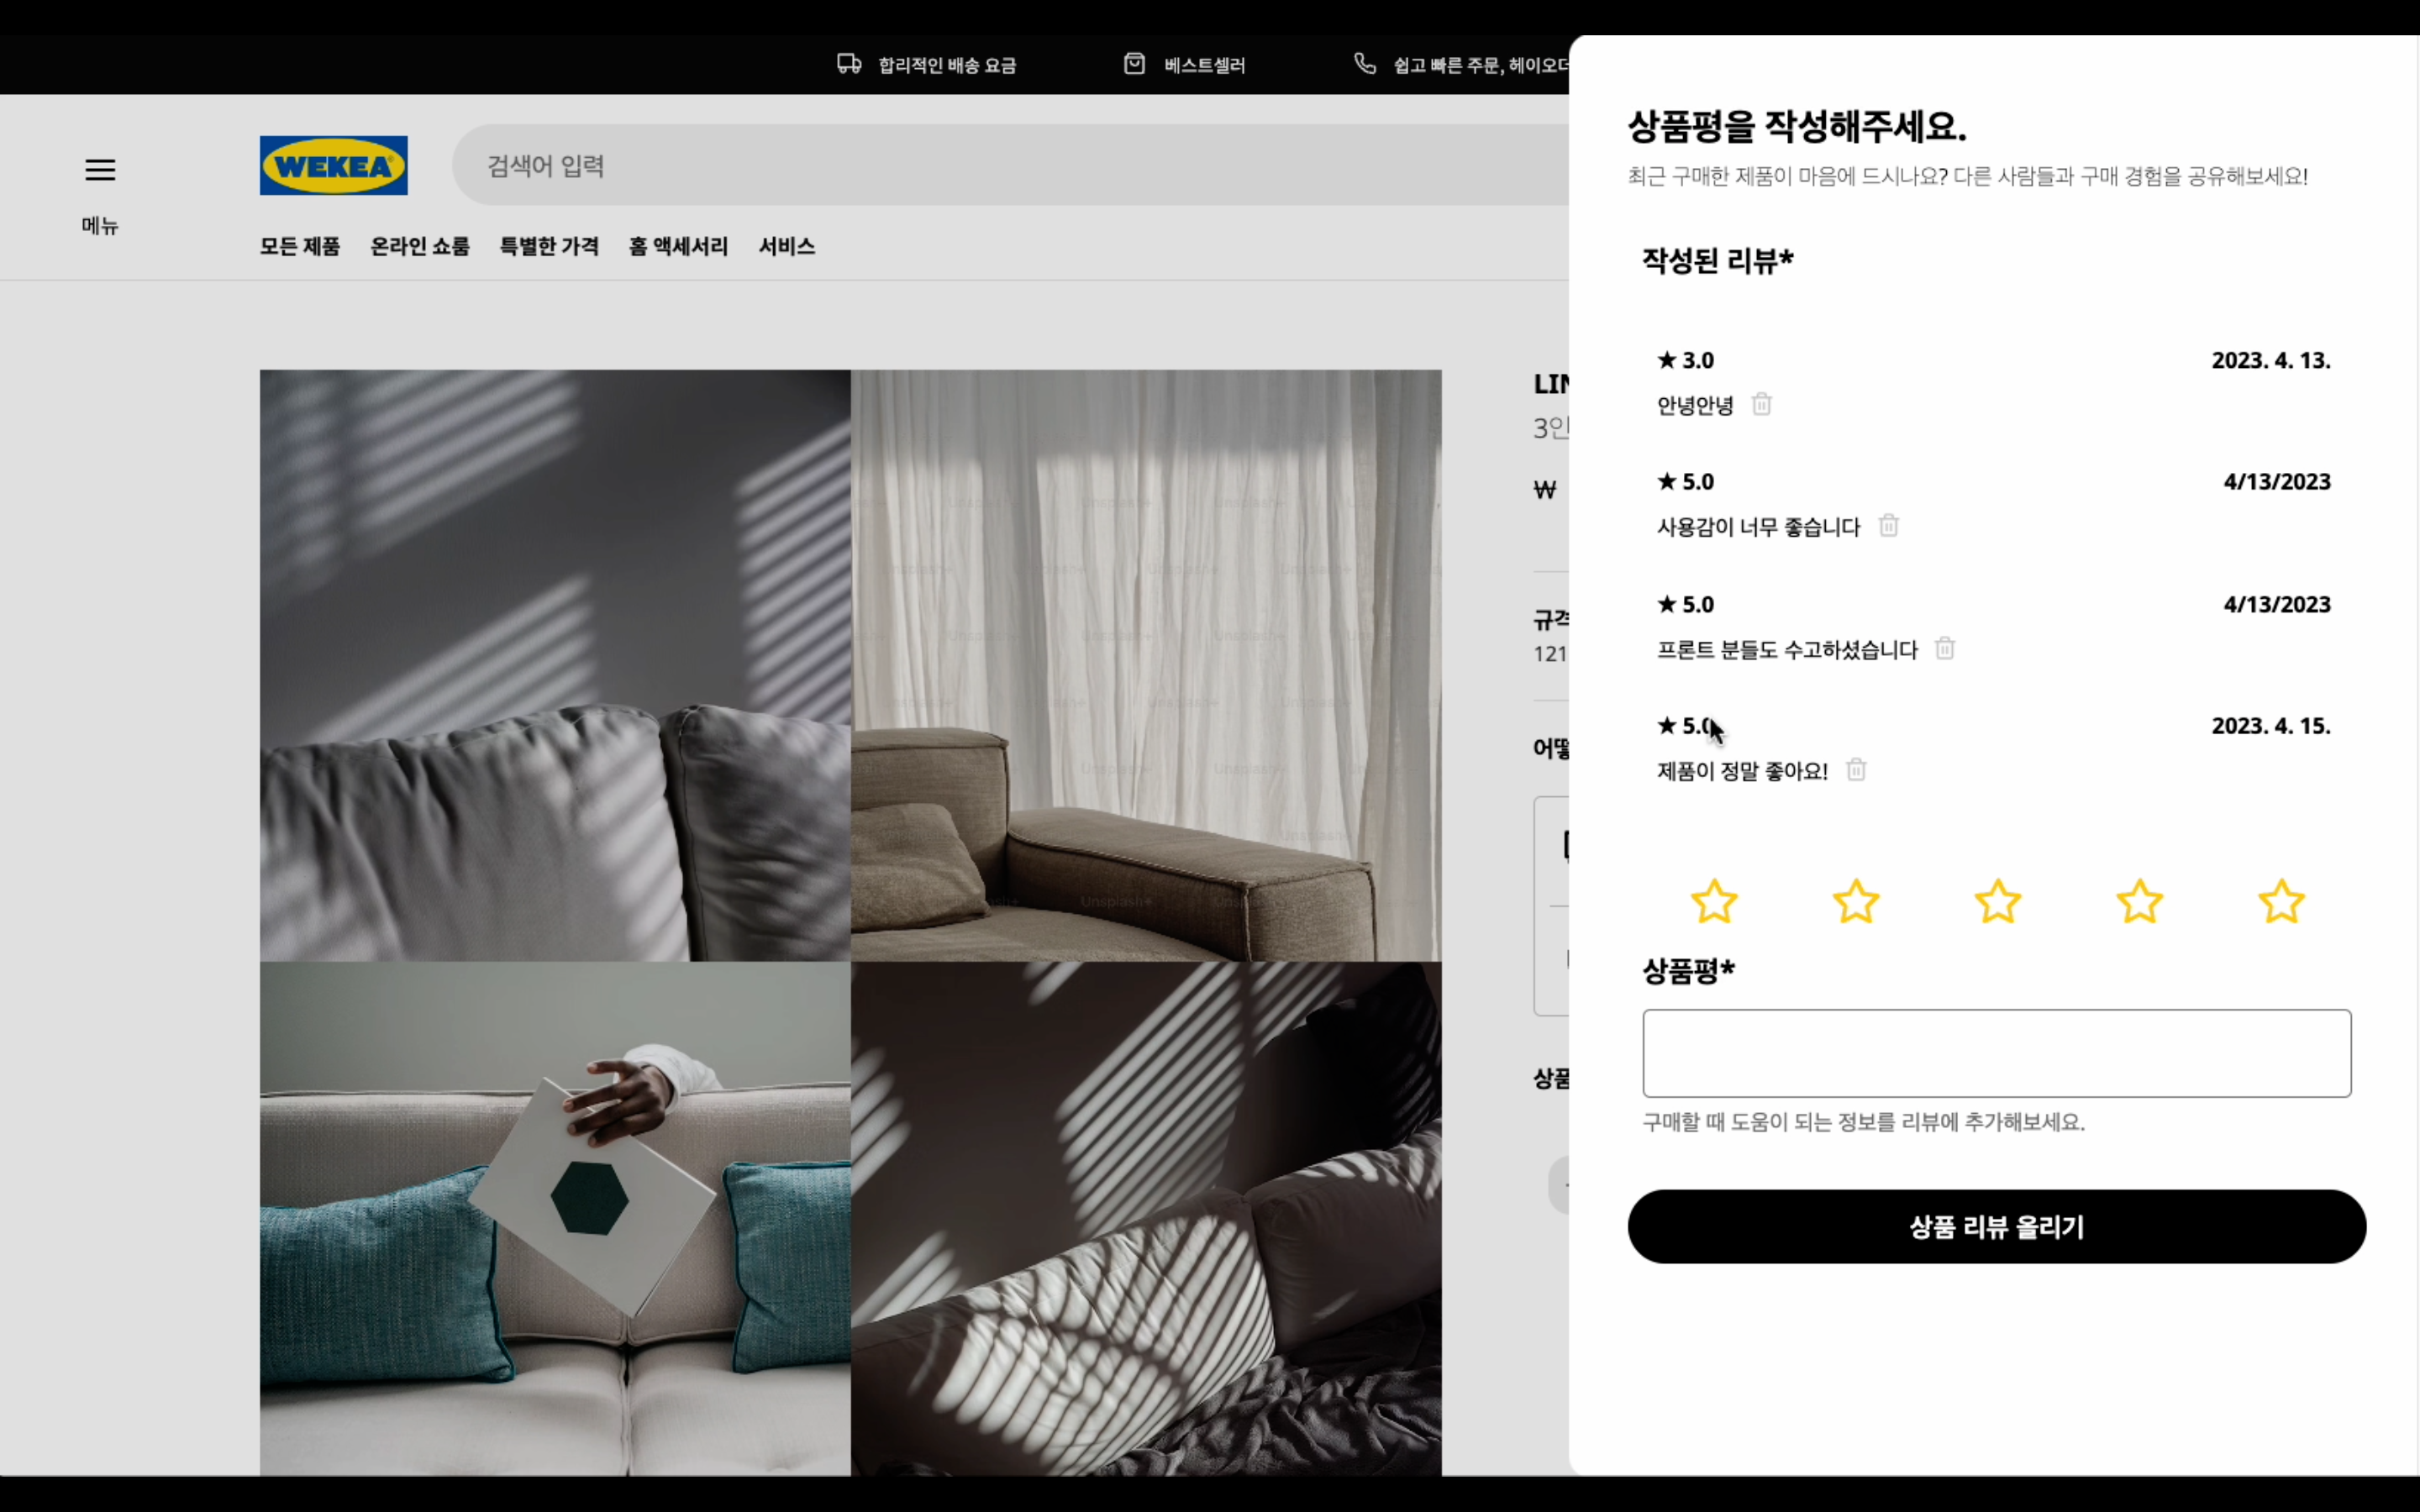 합리적인 배송 요금
베스트셀러
쉽고 빠른 주문, 헤이오더
메뉴
WEKEA
검색어 입력
모든 제품 온라인 쇼룸 특별한 가격 홈 액세서리 서비스
LIN
3인
₩
규격
121
상품
상품평을 작성해주세요.
최근 구매한 제품이 마음에 드시나요? 다른 사람들과 구매 경험을 공유해보세요!
작성된 리뷰*
★ 3.0 2023. 4. 13.
안녕안녕
★ 5.0 4/13/2023
사용감이 너무 좋습니다
★ 5.0 4/13/2023
프론트 분들도 수고하셨습니다
★ 5.0 2023. 4. 15.
제품이 정말 좋아요!
상품평*
구매할 때 도움이 되는 정보를 리뷰에 추가해보세요.
상품 리뷰 올리기